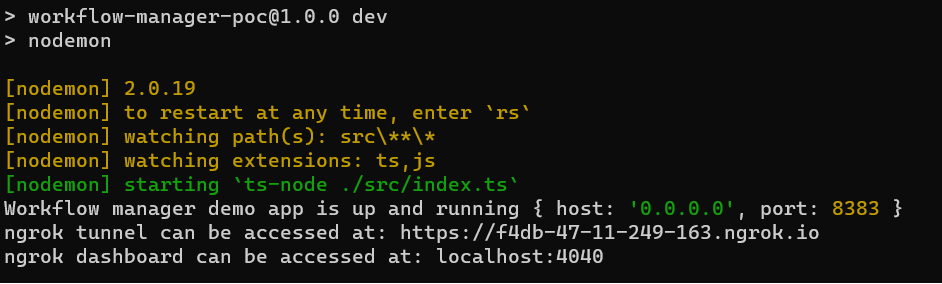 > workflow-manager-poc@1.0.0 dev
> nodemon
[nodemon] 2.0.19
[nodemon] to restart at any time, enter `rs`
[nodemon] watching path(s): src\**\*
[nodemon] watching extensions: ts,js
[nodemon] starting `ts-node ./src/index.ts`
Workflow manager demo app is up and running { host: '0.0.0.0', port: 8383 }
ngrok tunnel can be accessed at: https://f4db-47-11-249-163.ngrok.io
ngrok dashboard can be accessed at: localhost:4040